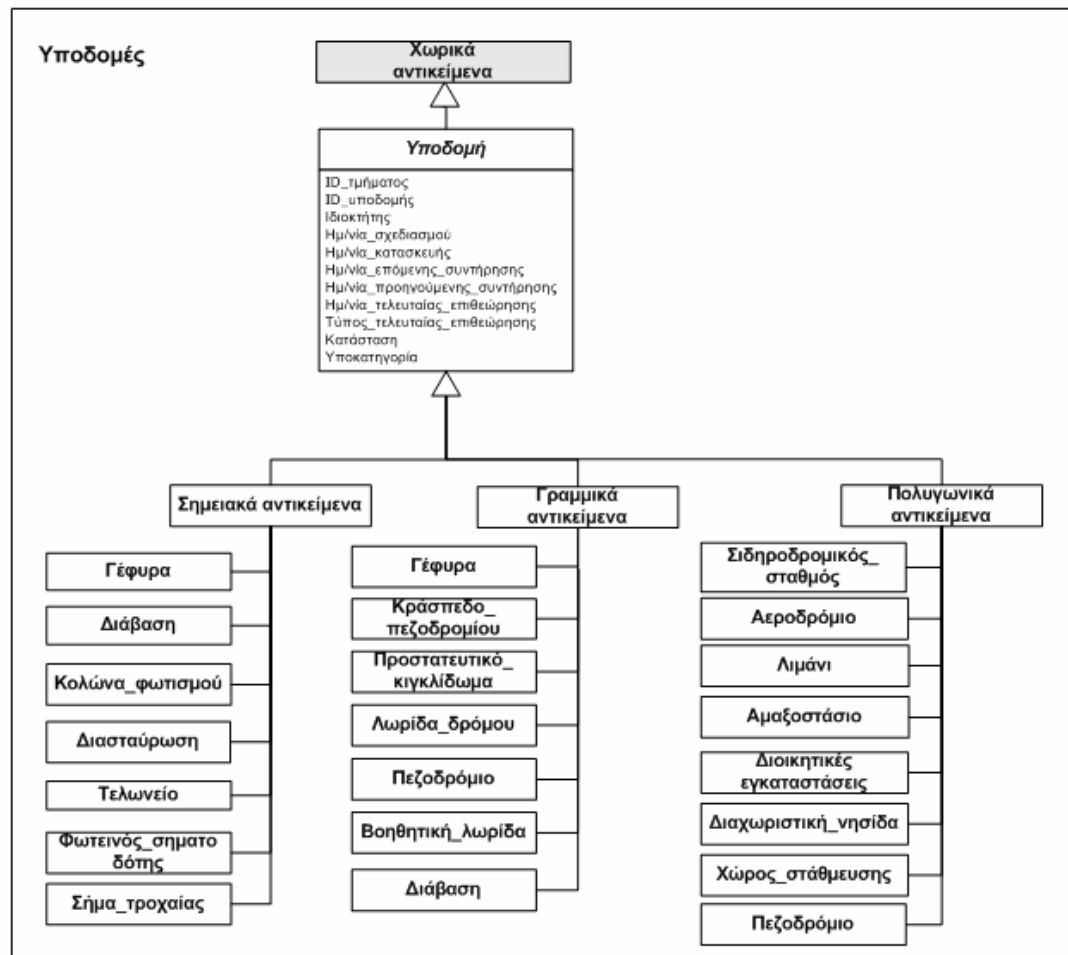 Υποδομές
Χωρικά
αντικείμενα
Υποδομή
ID_τμήματος
ID_υποδομής
Ιδιοκτήτης
Ημ/νία_σχεδιασμού
Ημ/νία_κατασκευής
Ημ/νία_επόμενης_συντήρησης
Ημ/νία_προηγούμενης_συντήρησης
Ημ/νία_τελευταίας_επιθεώρησης
Τύπος_τελευταίας_επιθεώρησης
Κατάσταση
Υποκατηγορία
Σημειακά αντικείμενα
Γέφυρα
Διάβαση
Κολώνα_φωτισμού
Διασταύρωση
Τελωνείο
Φωτεινός_σηματο
δότης
Σήμα_τροχαίας
Γραμμικά
αντικείμενα
Γέφυρα
Κράσπεδο_
πεζοδρομίου
Προστατευτικό_
κιγκλίδωμα
Λωρίδα_δρόμου
Πεζοδρόμιο
Βοηθητική_λωρίδα
Διάβαση
Πολυγωνικά
αντικείμενα
Σιδηροδρομικός_
σταθμός
Αεροδρόμιο
Λιμάνι
Αμαξοστάσιο
Διοικητικές
εγκαταστάσεις
Διαχωριστική_νησίδα
Χώρος_στάθμευσης
Πεζοδρόμιο